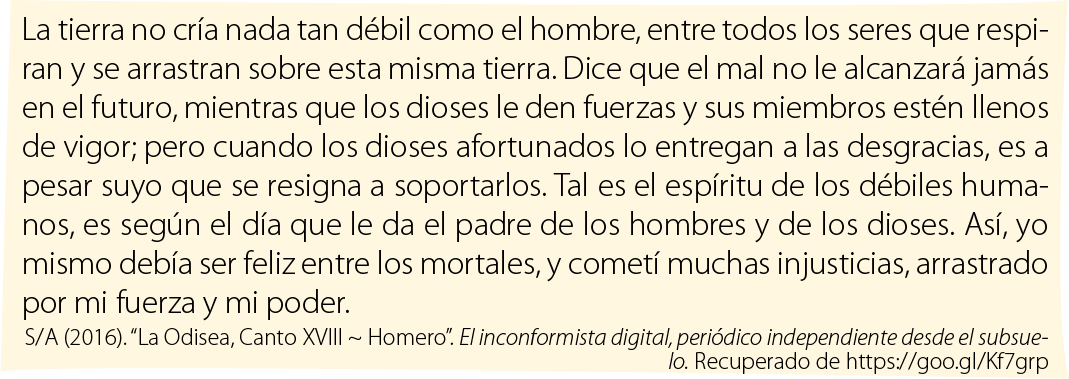 La tierra no cría nada tan débil como el hombre, entre todos los seres que respi-
ran y se arrastran sobre esta misma tierra. Dice que el mal no le alcanzará jamás
en el futuro, mientras que los dioses le den fuerzas y sus miembros estén llenos
de vigor; pero cuando los dioses afortunados lo entregan a las desgracias, es a
pesar suyo que se resigna a soportarlos. Tal es el espíritu de los débiles huma-
nos, es según el día que le da el padre de los hombres y de los dioses. Así, yo
mismo debía ser feliz entre los mortales, y cometí muchas injusticias, arrastrado
por mi fuerza y mi poder.
S/A (2016). “La Odisea, Canto XVIII ~ Homero”. El inconformista digital, periódico independiente desde el subsue-
lo. Recuperado de https://goo.gl/Kf7grp